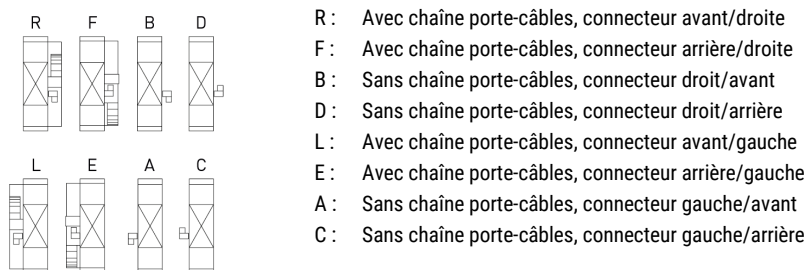 R F B D
L E A C
R : Avec chaîne porte-câbles, connecteur avant/droite
F : Avec chaîne porte-câbles, connecteur arrière/droite
B : Sans chaîne porte-câbles, connecteur droit/avant
D : Sans chaîne porte-câbles, connecteur droit/arrière
L : Avec chaîne porte-câbles, connecteur avant/gauche
E : Avec chaîne porte-câbles, connecteur arrière/gauche
A : Sans chaîne porte-câbles, connecteur gauche/avant
C : Sans chaîne porte-câbles, connecteur gauche/arrière